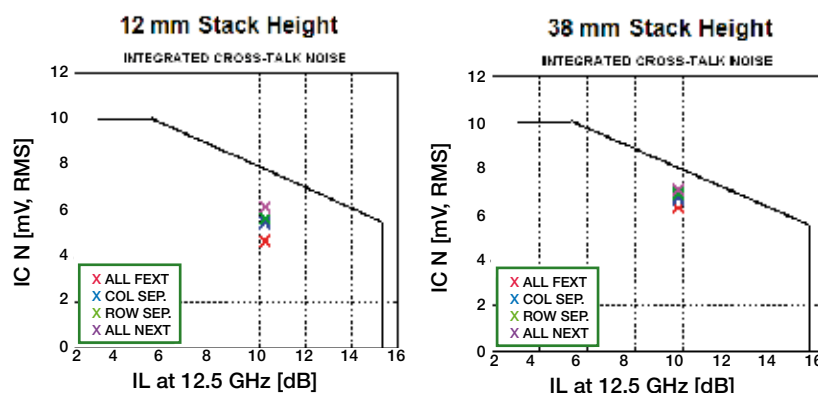 12 mm Stack Height
INTEGRATED CROSS-TALK NOISE
12
10
8
6
4
2
0
IC N [mV, RMS]
X ALL FEXT
X COL SEP.
X ROW SEP.
X ALL NEXT
2 4 6 8 10 12 14 16
IL at 12.5 GHz [dB]
38 mm Stack Height
INTEGRATED CROSS-TALK NOISE
12
10
8
6
4
2
0
IC N [mV, RMS]
X ALL FEXT
X COL SEP.
X ROW SEP.
X ALL NEXT
2 4 6 8 10 12 14 16
IL at 12.5 GHz [dB]